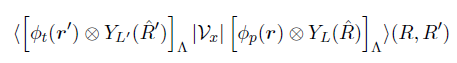 ⟨[ϕ_t(𝒓′) ⊗ Y_{L′}(R̂′)]_Λ |𝒱_x| [ϕ_p(𝒓) ⊗ Y_L(R̂)]_Λ⟩(R, R′)